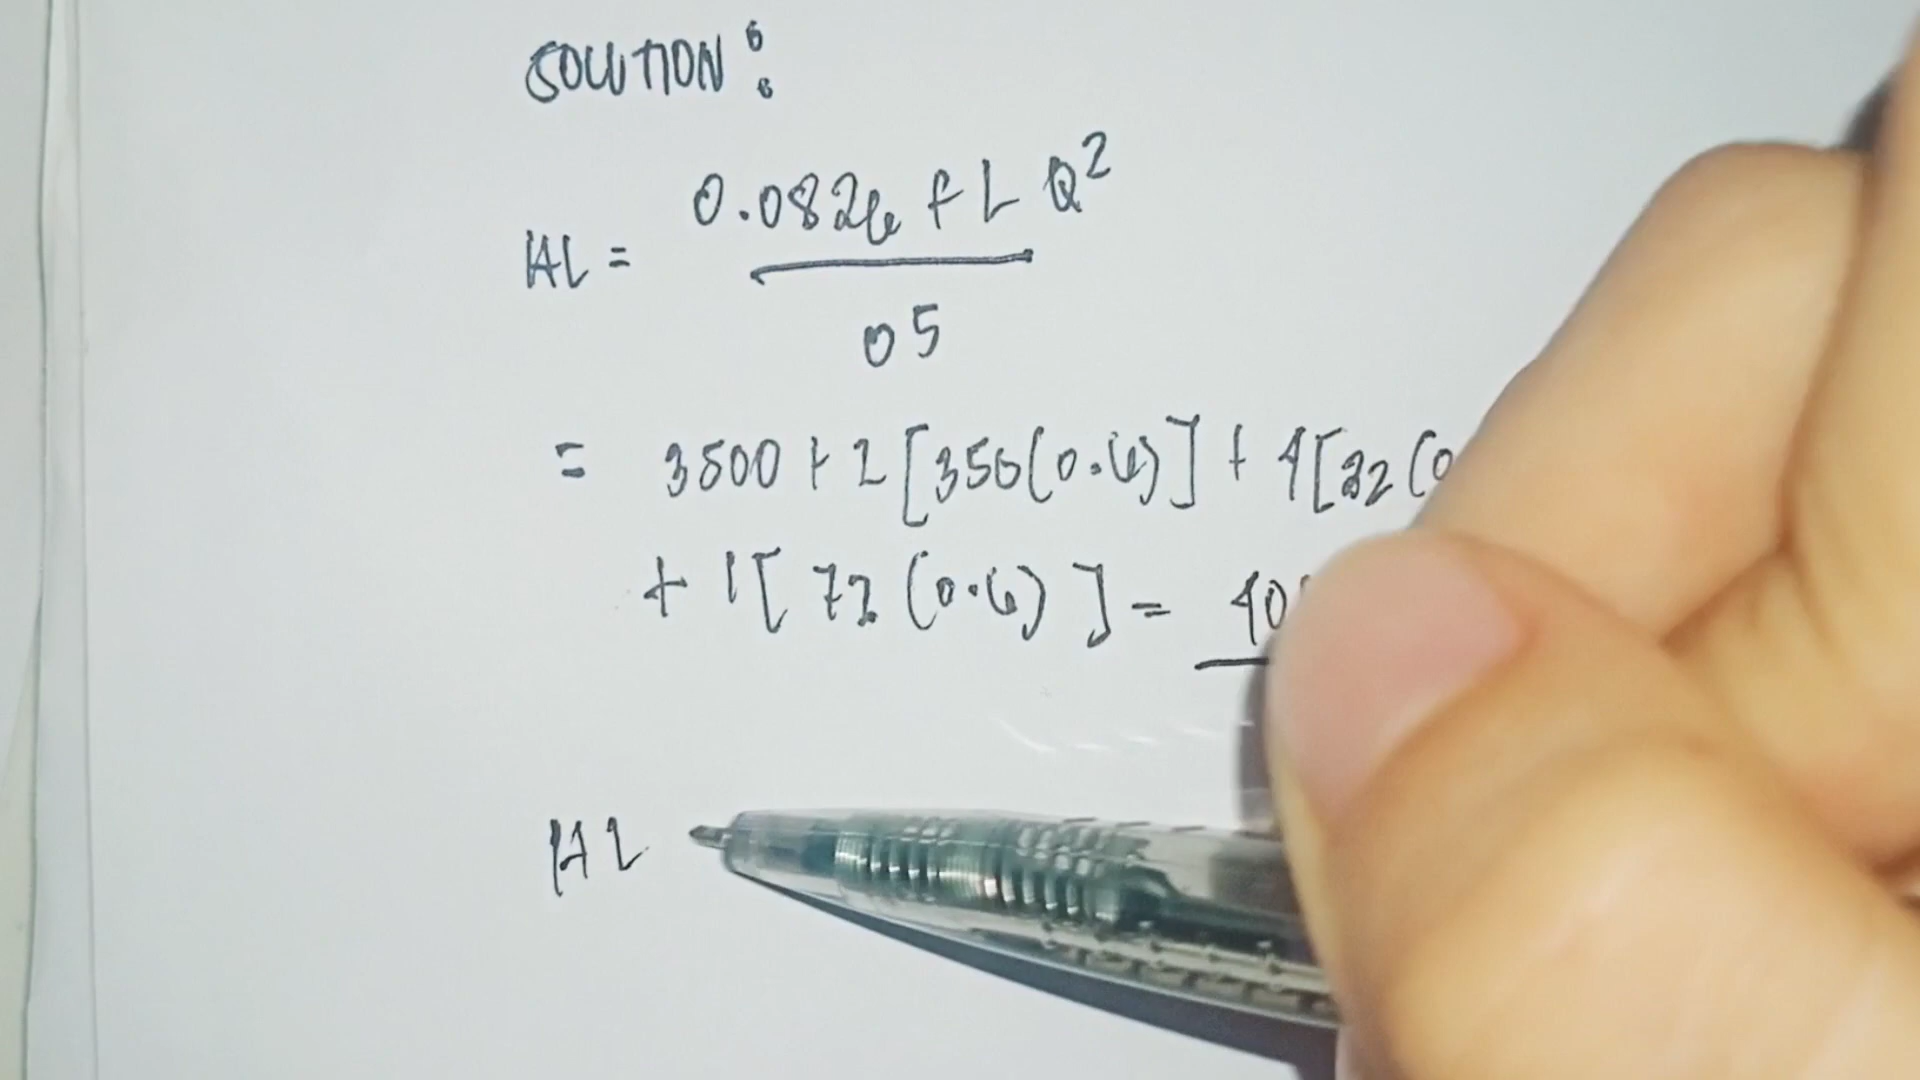 SOLUTION:
HL = 0.0826 f L Q²
05
= 3500 + 2 [350(0.6)] + 4[32 (0
+ 1[ 72 (0.6) ] = 40
HL